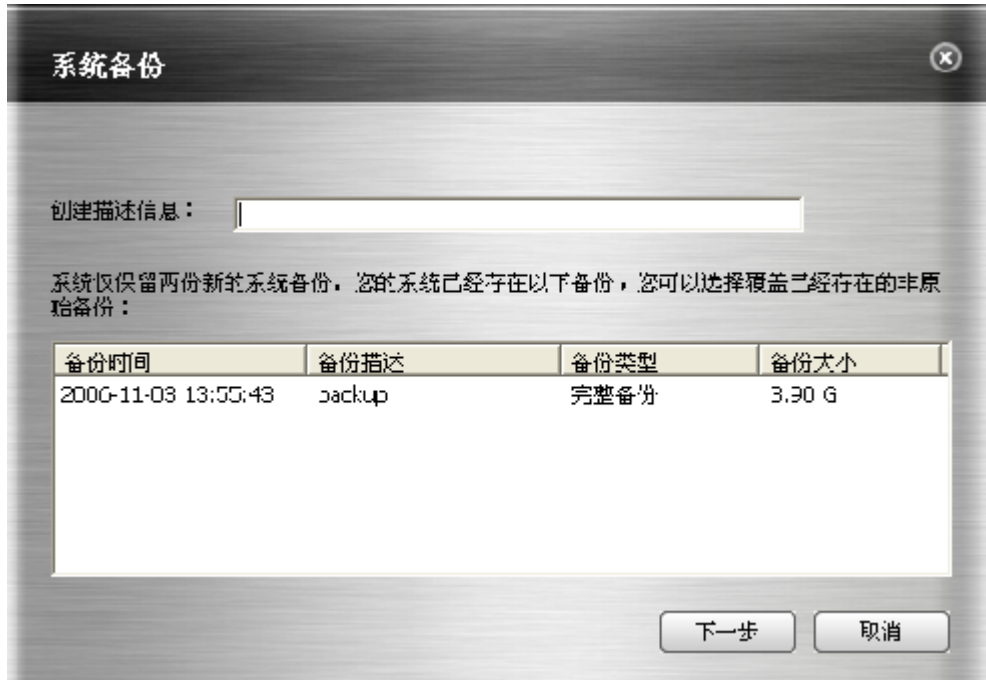 系统备份
创建描述信息：
系统仅保留两份新的系统备份，您的系统已经存在以下备份，您可以选择覆盖已经存在的非原
始备份：
备份时间 备份描述 备份类型 备份大小
2006-11-03 13:55:43 backup 完整备份 3.90 G
下一步 取消